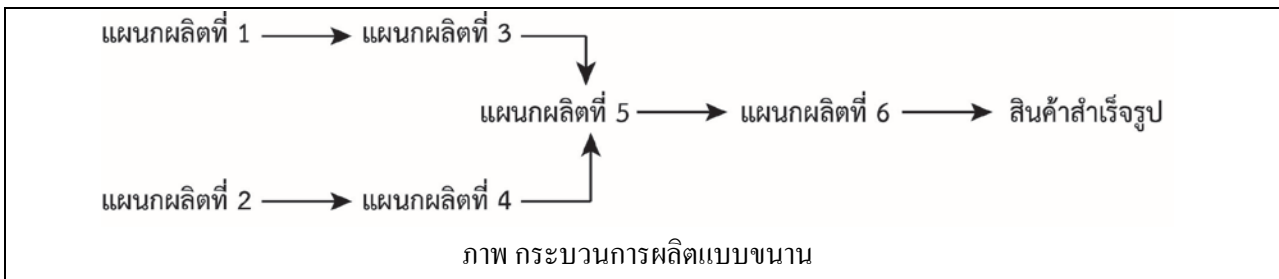 แผนกผลิตที่ 1 แผนกผลิตที่ 3
แผนกผลิตที่ 5 แผนกผลิตที่ 6 สินค้าสำเร็จรูป
แผนกผลิตที่ 2 แผนกผลิตที่ 4
ภาพ กระบวนการผลิตแบบขนาน